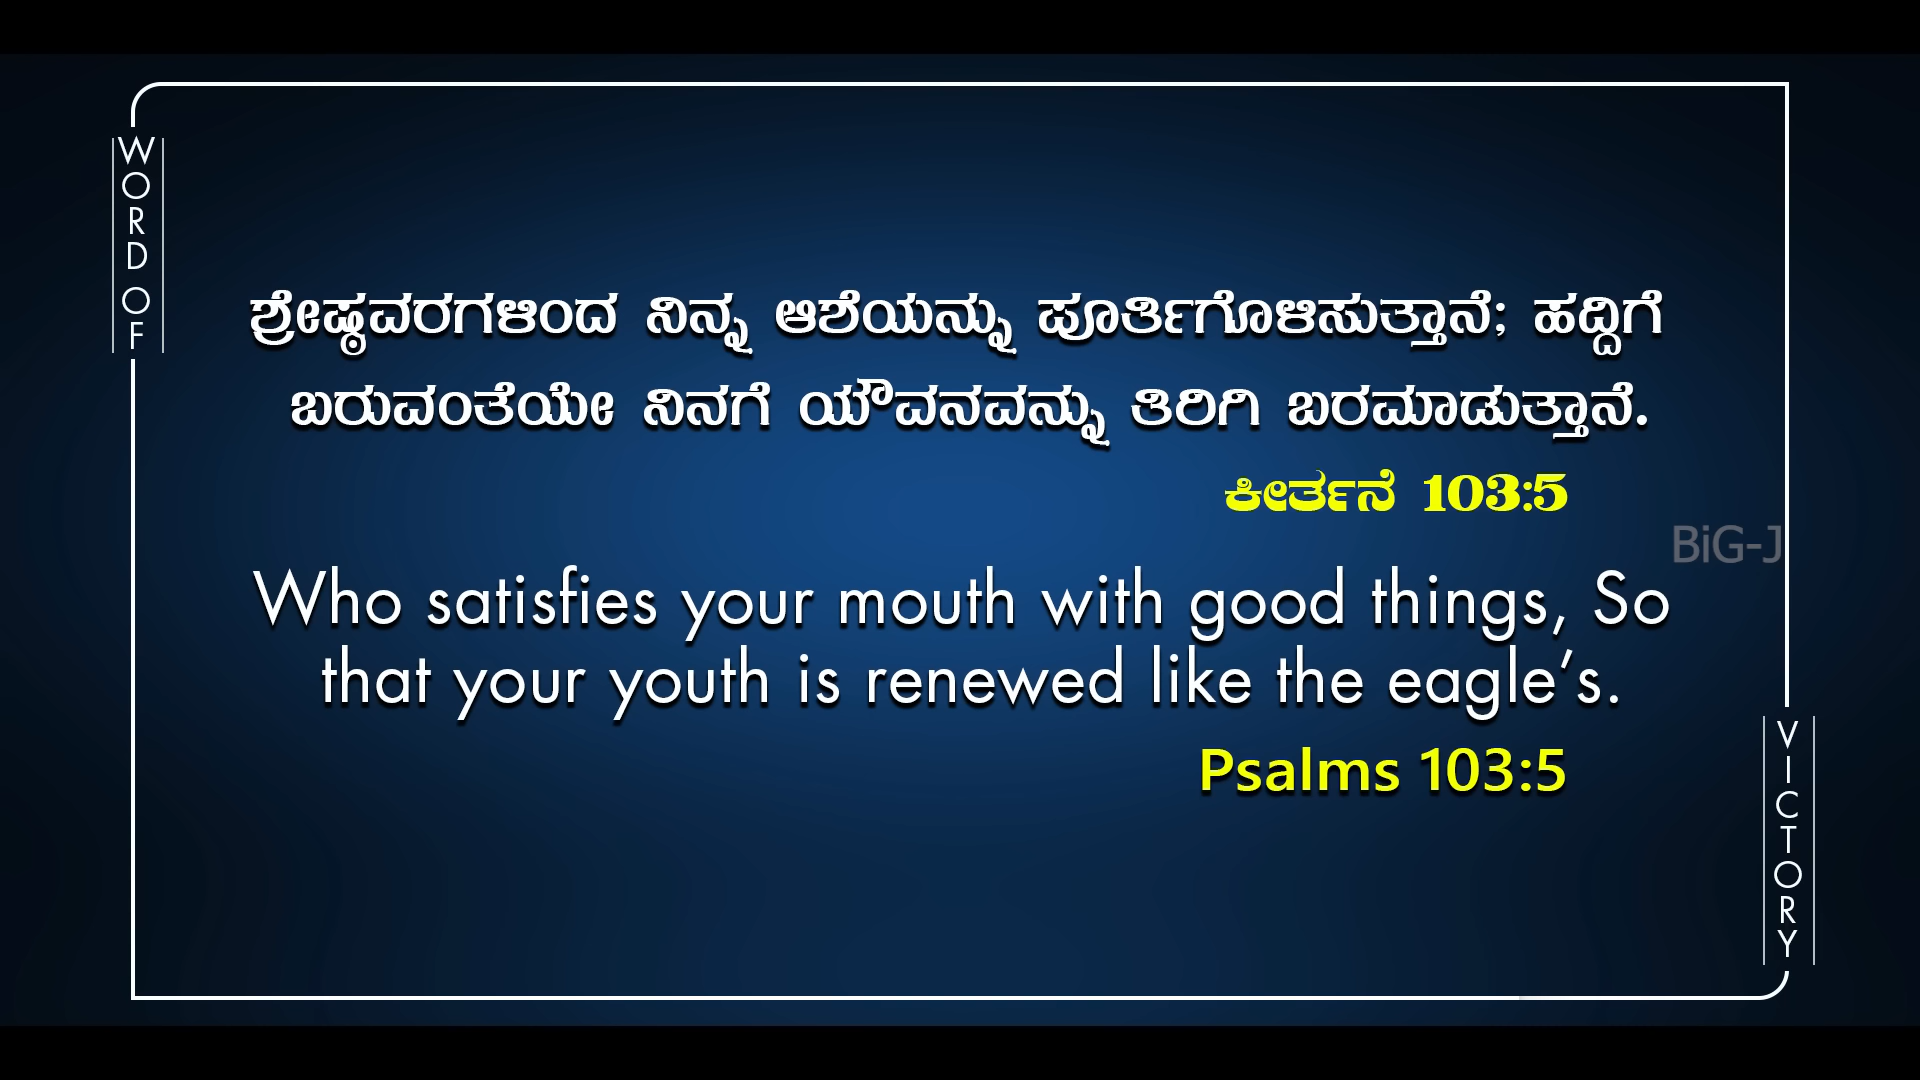 WORD OF
ಶ್ರೇಷ್ಠವರಗಳಿಂದ ನಿನ್ನ ಆಶೆಯನ್ನು ಪೂರ್ತಿಗೊಳಿಸುತ್ತಾನೆ; ಹದ್ದಿಗೆ
ಬರುವಂತೆಯೇ ನಿನಗೆ ಯೌವನವನ್ನು ತಿರಿಗಿ ಬರಮಾಡುತ್ತಾನೆ.
ಕೀರ್ತನೆ 103:5
BiG-J
Who satisfies your mouth with good things, So
that your youth is renewed like the eagle’s.
Psalms 103:5
VICTORY